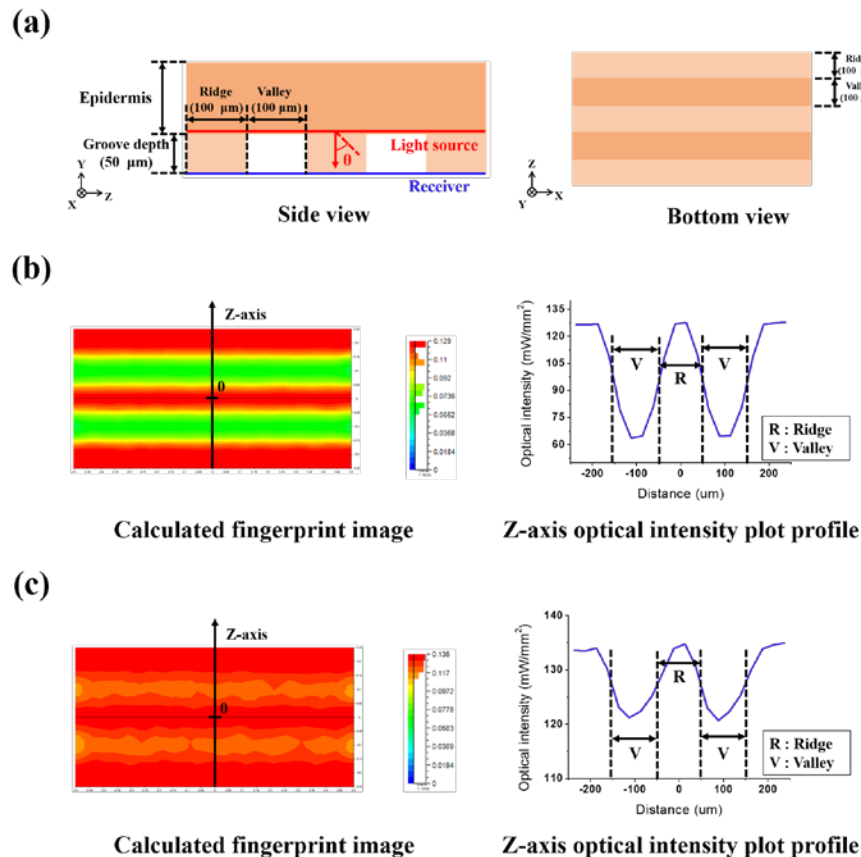 (a)
Epidermis
Ridge
(100 μm)
Valley
(100 μm)
Groove depth
(50 μm)
Light source
θ
Receiver
Y
X
Z
Side view
Rid
(100 μ
Val
(100 μ
Z
Y
X
Bottom view
(b)
Z-axis
0
0.129
0.11
0.092
0.0736
0.0662
0.0368
0.0184
0
Calculated fingerprint image
Optical intensity (mW/mm²)
135
120
105
90
75
60
V
V
R
R : Ridge
V : Valley
-200
-100
0
100
200
Distance (um)
Z-axis optical intensity plot profile
(c)
Z-axis
0
0.136
0.117
0.0972
0.0778
0.0583
0.0389
0.0194
0
Calculated fingerprint image
Optical intensity (mW/mm²)
140
130
120
110
R
V
V
R : Ridge
V : Valley
-200
-100
0
100
200
Distance (um)
Z-axis optical intensity plot profile